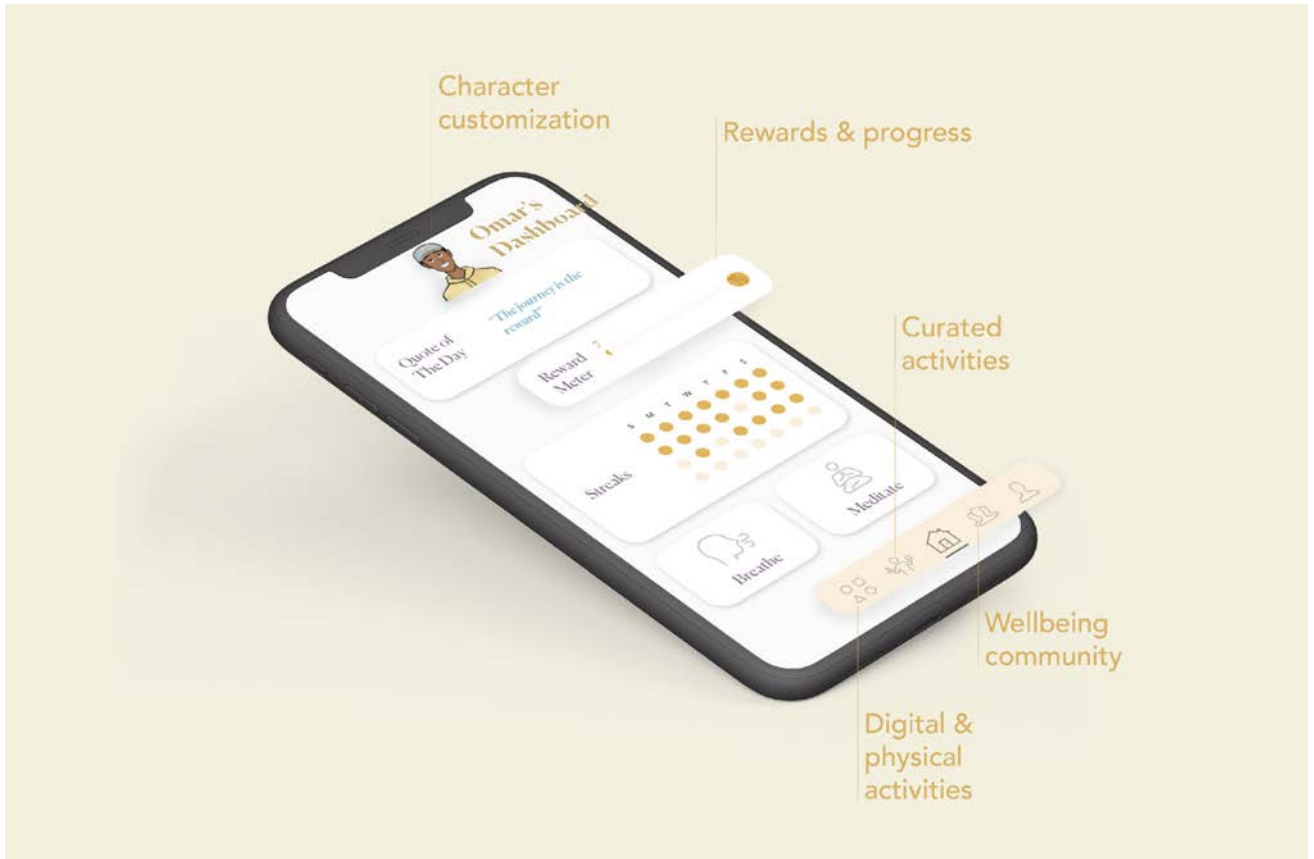 Character
customization
Rewards & progress
Omar's
Dashboard
Quote of
The Day
"The journey is the
reward"
Reward
Meter
7
Curated
activities
S M T W T F S
Streaks
Meditate
Breathe
Wellbeing
community
Digital &
physical
activities